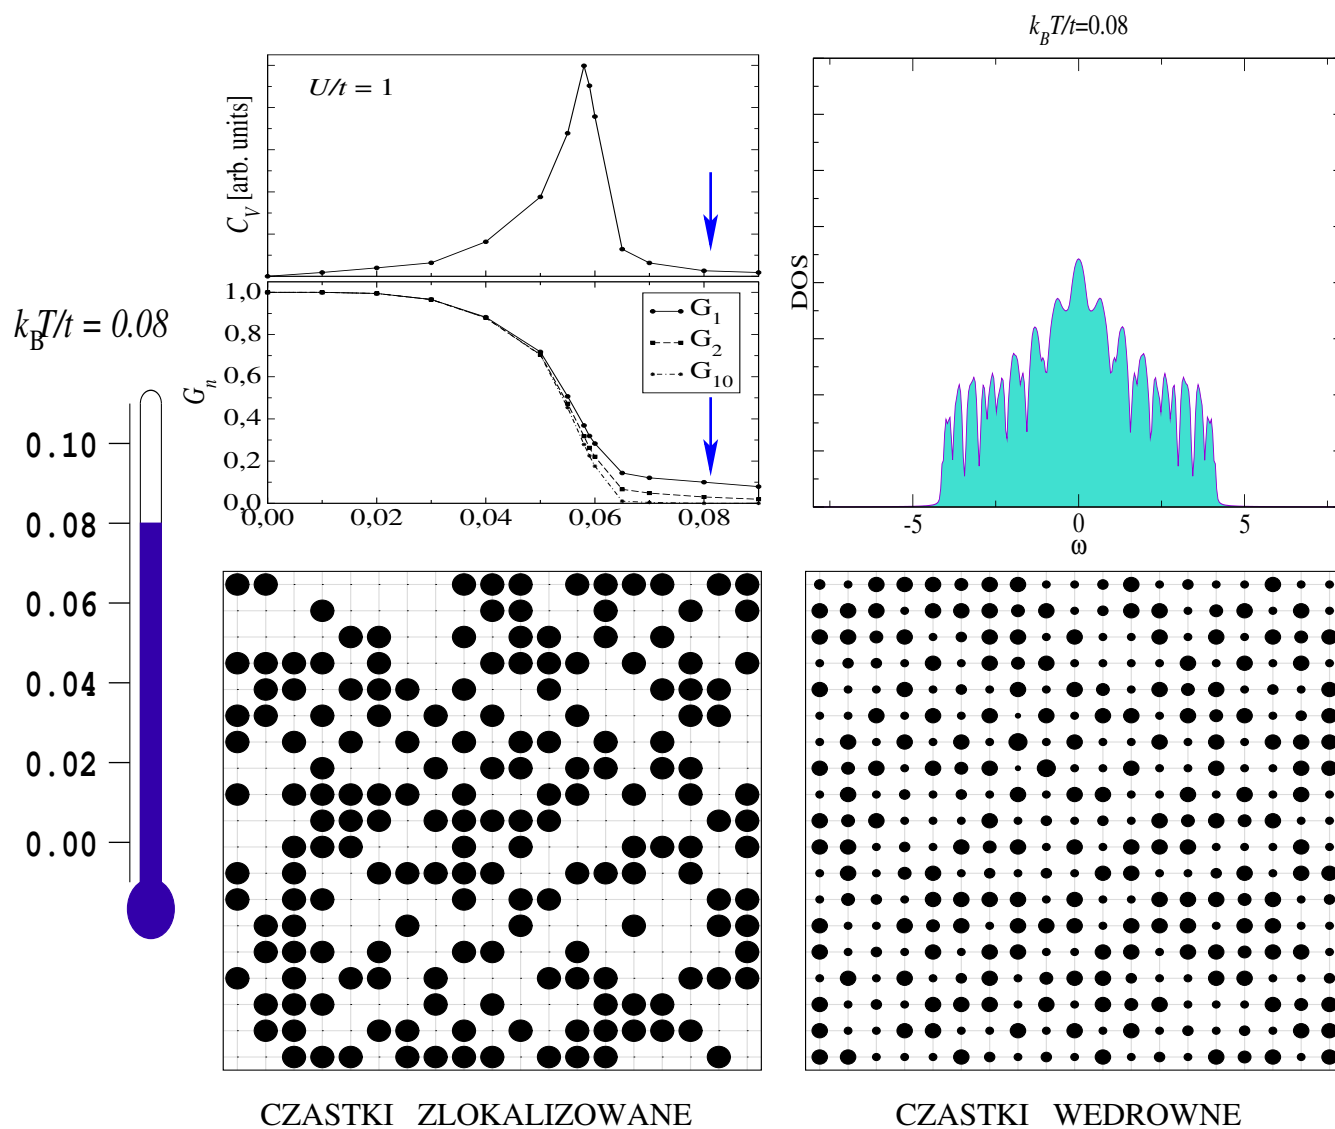 k_BT/t=0.08
U/t = 1
C_V [arb. units]
DOS
-5 0 5
ω
1,0
0,8
0,6
0,4
0,2
0,0
G_n
G_1
G_2
G_10
0,00 0,02 0,04 0,06 0,08
k_BT/t = 0.08
0.10
0.08
0.06
0.04
0.02
0.00
CZASTKI ZLOKALIZOWANE
CZASTKI WEDROWNE